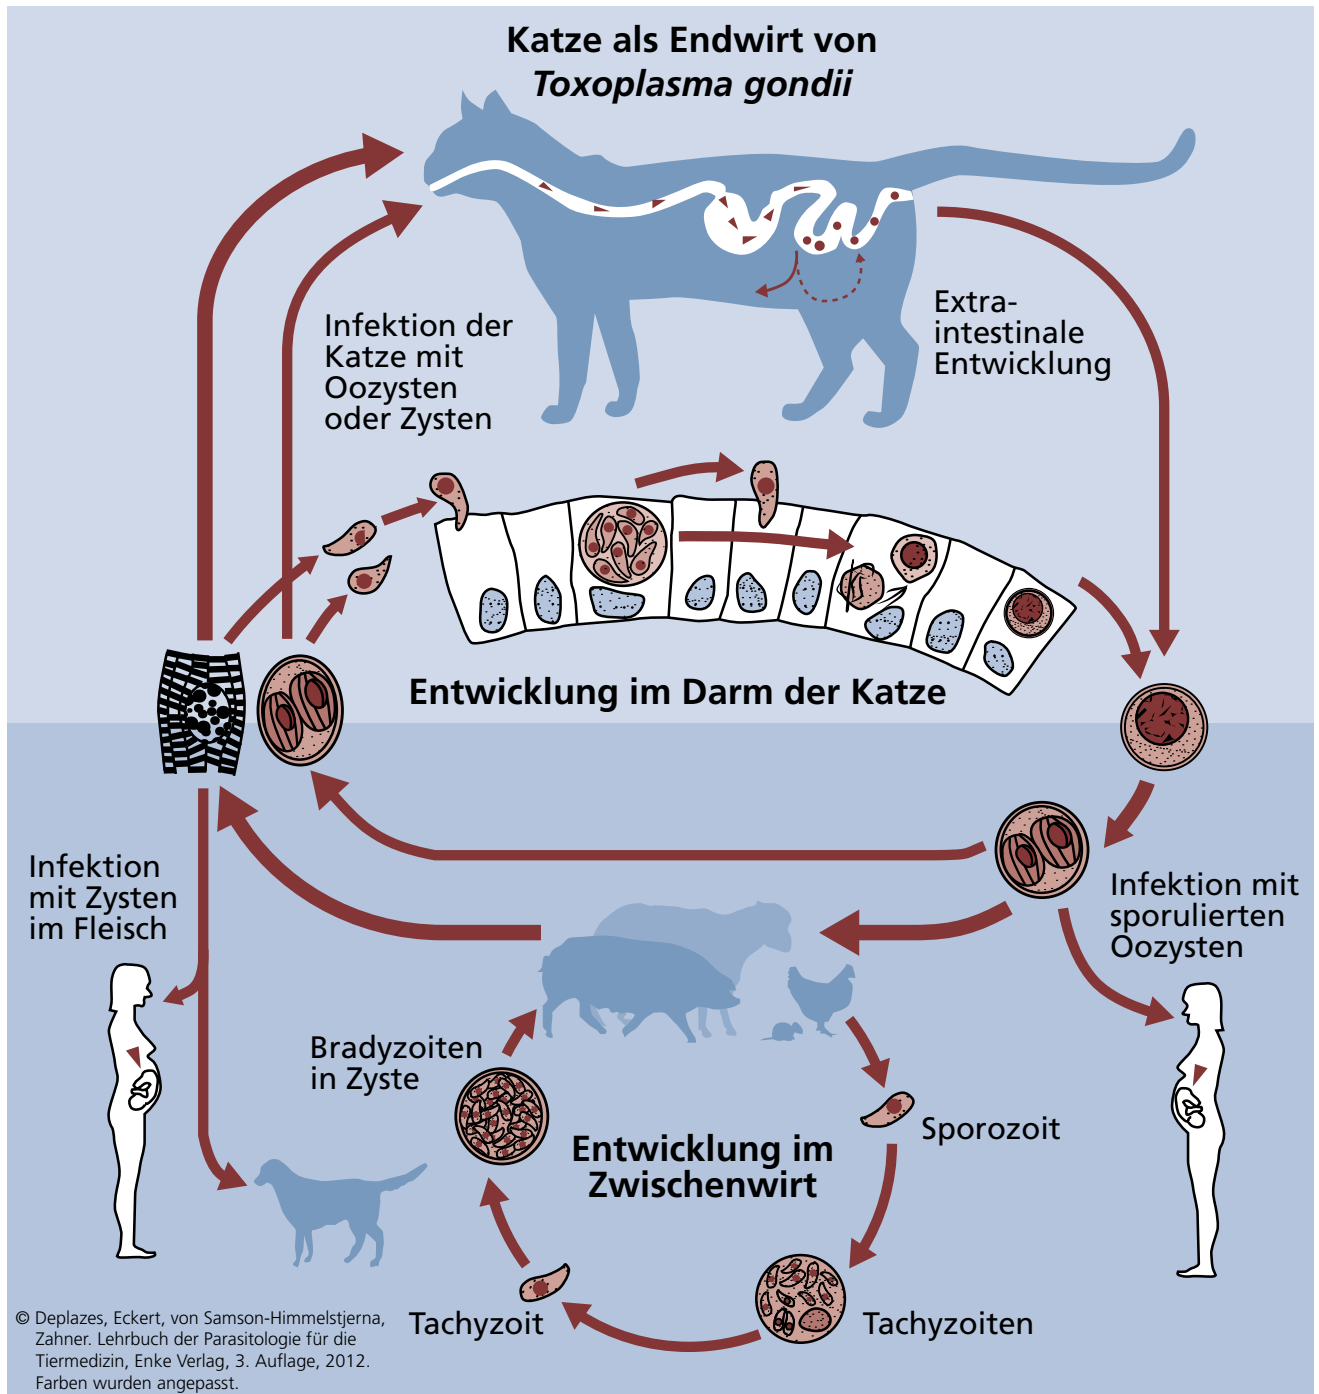 Katze als Endwirt von
Toxoplasma gondii
Infektion der
Katze mit
Oozysten
oder Zysten
Extra-
intestinale
Entwicklung
Entwicklung im Darm der Katze
Infektion
mit Zysten
im Fleisch
Infektion mit
sporulierten
Oozysten
Bradyzoiten
in Zyste
Sporozoit
Entwicklung im
Zwischenwirt
Tachyzoit
Tachyzoiten
© Deplazes, Eckert, von Samson-Himmelstjerna,
Zahner. Lehrbuch der Parasitologie für die
Tiermedizin, Enke Verlag, 3. Auflage, 2012.
Farben wurden angepasst.